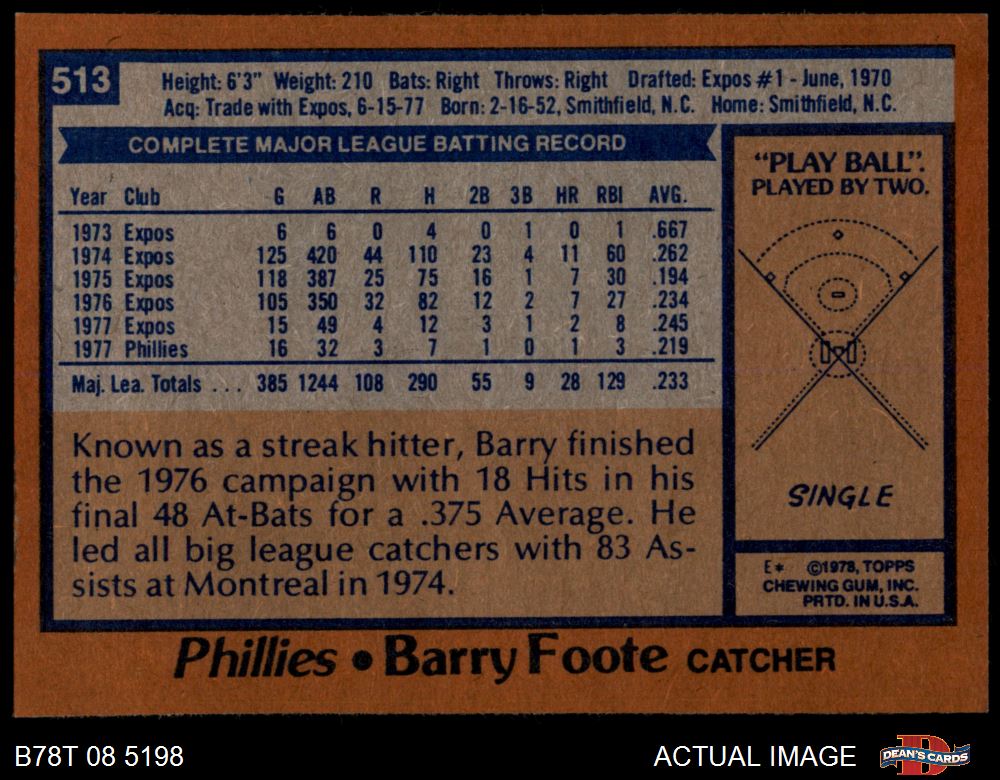 513
Height: 6'3" Weight: 210 Bats: Right Throws: Right Drafted: Expos #1 - June, 1970
Acq: Trade with Expos, 6-15-77 Born: 2-16-52, Smithfield, N.C. Home: Smithfield, N.C.
COMPLETE MAJOR LEAGUE BATTING RECORD
Year Club G AB R H 2B 3B HR RBI AVG.
1973 Expos 6 6 0 4 0 1 0 1 .667
1974 Expos 125 420 44 110 23 4 11 60 .262
1975 Expos 118 387 25 75 16 1 7 30 .194
1976 Expos 105 350 32 82 12 2 7 27 .234
1977 Expos 15 49 4 12 3 1 2 8 .245
1977 Phillies 16 32 3 7 1 0 1 3 .219
Maj. Lea. Totals ... 385 1244 108 290 55 9 28 129 .233
Known as a streak hitter, Barry finished
the 1976 campaign with 18 Hits in his
final 48 At-Bats for a .375 Average. He
led all big league catchers with 83 As-
sists at Montreal in 1974.
"PLAY BALL".
PLAYED BY TWO.
SINGLE
E* ©1978, TOPPS
CHEWING GUM, INC.
PRTD. IN U.S.A.
Phillies • Barry Foote CATCHER
B78T 08 5198
ACTUAL IMAGE
DEAN'S CARDS